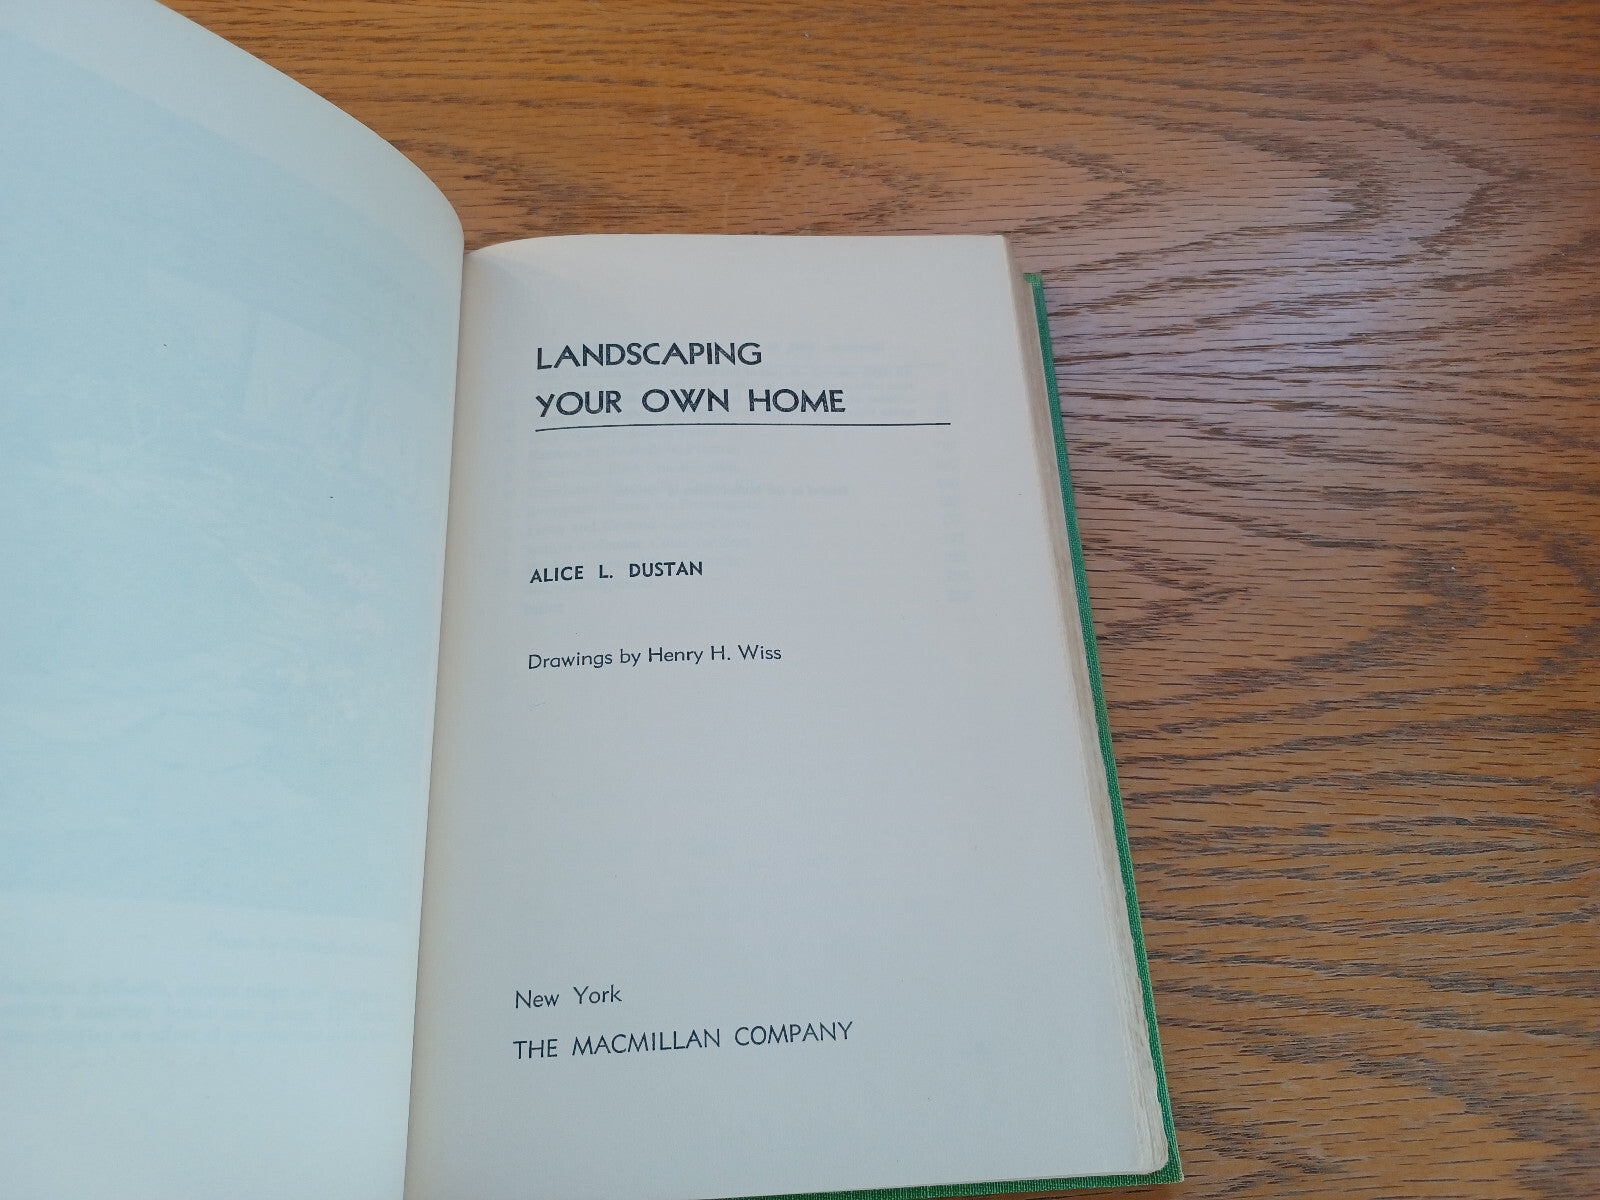 LANDSCAPING
YOUR OWN HOME
ALICE L. DUSTAN
Drawings by Henry H. Wiss
New York
THE MACMILLAN COMPANY